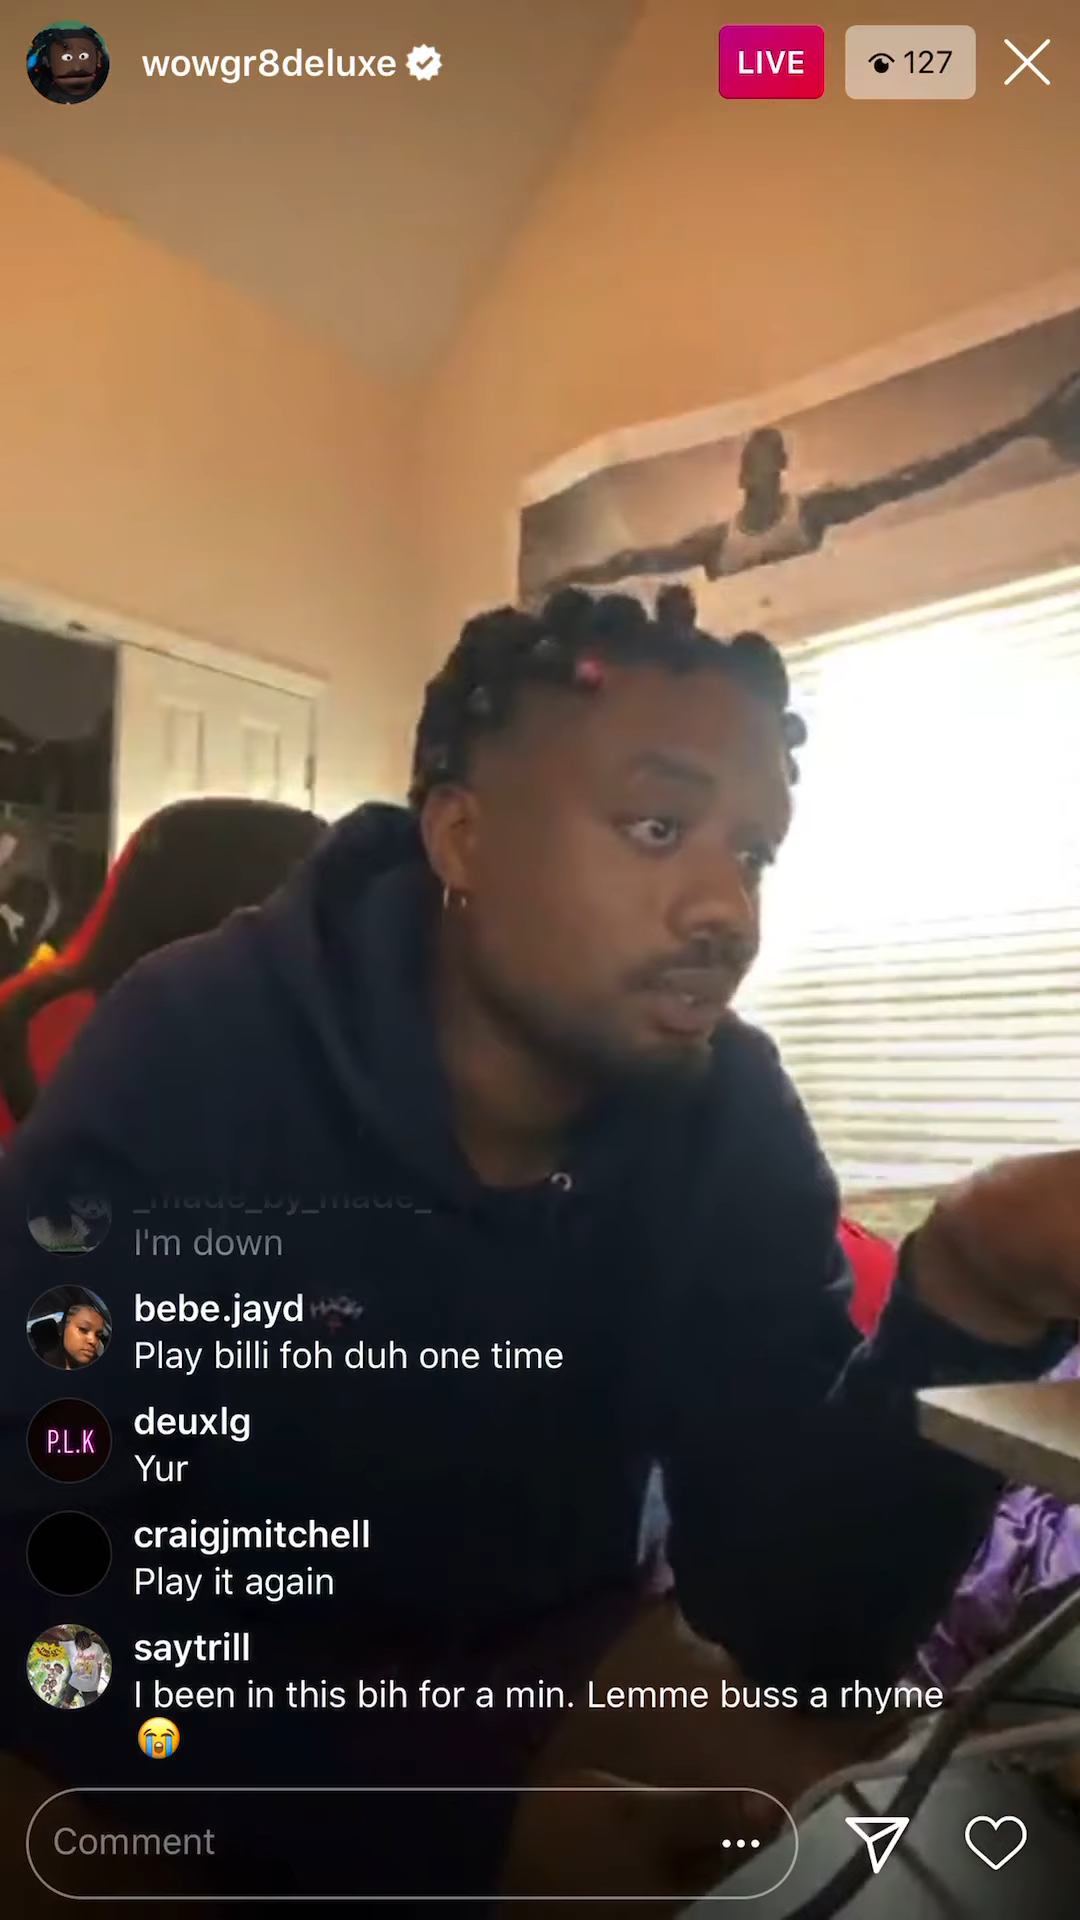 wowgr8deluxe
LIVE
127
_made_by_made_
I'm down
bebe.jayd
Play billi foh duh one time
deuxlg
P.L.K
Yur
craigjmitchell
Play it again
saytrill
I been in this bih for a min. Lemme buss a rhyme
😭
Comment